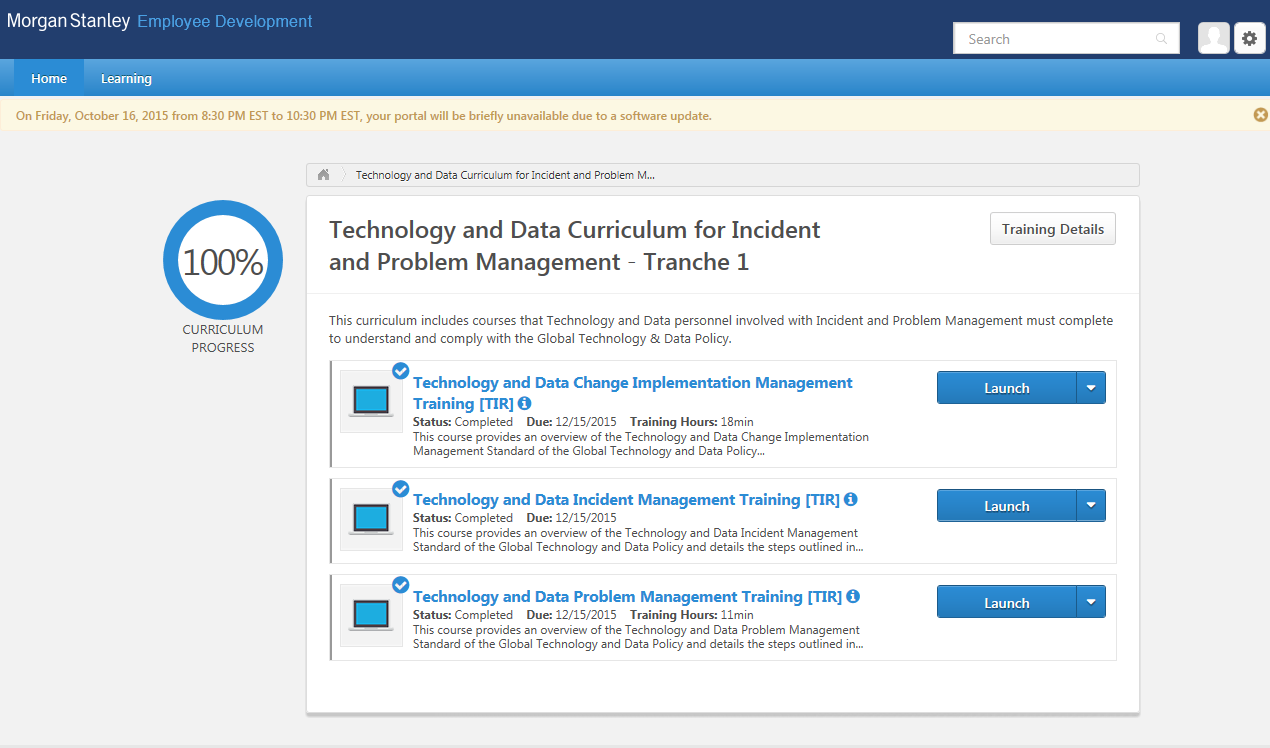 Morgan Stanley Employee Development
Search
Home Learning
On Friday, October 16, 2015 from 8:30 PM EST to 10:30 PM EST, your portal will be briefly unavailable due to a software update.
Technology and Data Curriculum for Incident and Problem M...
100%
CURRICULUM
PROGRESS
Technology and Data Curriculum for Incident
and Problem Management - Tranche 1
Training Details
This curriculum includes courses that Technology and Data personnel involved with Incident and Problem Management must complete
to understand and comply with the Global Technology & Data Policy.
Technology and Data Change Implementation Management
Training [TIR]
Status: Completed Due: 12/15/2015 Training Hours: 18min
This course provides an overview of the Technology and Data Change Implementation
Management Standard of the Global Technology and Data Policy...
Launch
Technology and Data Incident Management Training [TIR]
Status: Completed Due: 12/15/2015
This course provides an overview of the Technology and Data Incident Management
Standard of the Global Technology and Data Policy and details the steps outlined in...
Launch
Technology and Data Problem Management Training [TIR]
Status: Completed Due: 12/15/2015 Training Hours: 11min
This course provides an overview of the Technology and Data Problem Management
Standard of the Global Technology and Data Policy and details the steps outlined in...
Launch